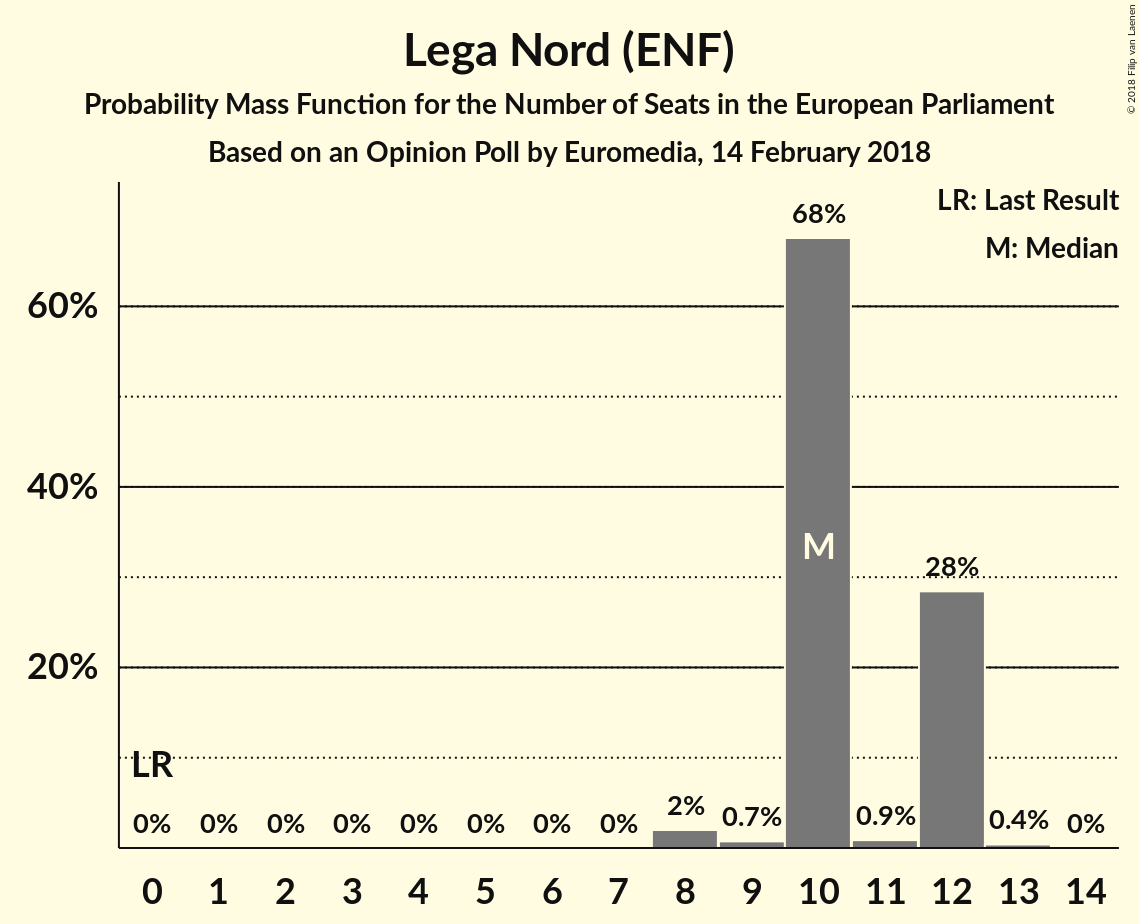 Lega Nord (ENF)
Probability Mass Function for the Number of Seats in the European Parliament
Based on an Opinion Poll by Euromedia, 14 February 2018
© 2018 Filip van Laenen
LR: Last Result
M: Median
60%
40%
20%
LR
M
0% 0% 0% 0% 0% 0% 0% 0% 2% 0.7% 68% 0.9% 28% 0.4% 0%
0 1 2 3 4 5 6 7 8 9 10 11 12 13 14